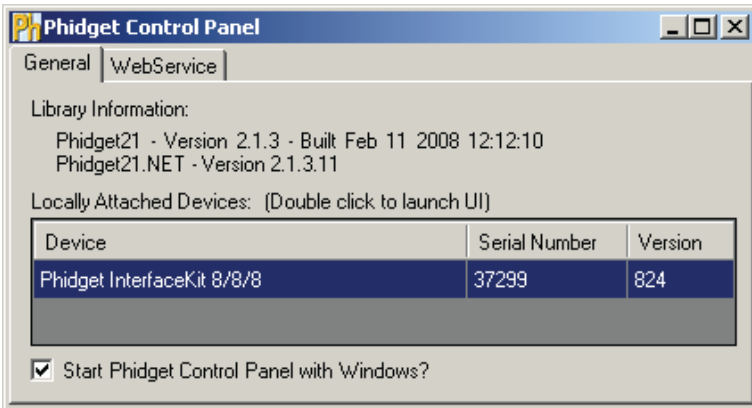 Ph Phidget Control Panel
General WebService
Library Information:
Phidget21 - Version 2.1.3 - Built Feb 11 2008 12:12:10
Phidget21.NET - Version 2.1.3.11
Locally Attached Devices: (Double click to launch UI)
Device Serial Number Version
Phidget InterfaceKit 8/8/8 37299 824
Start Phidget Control Panel with Windows?